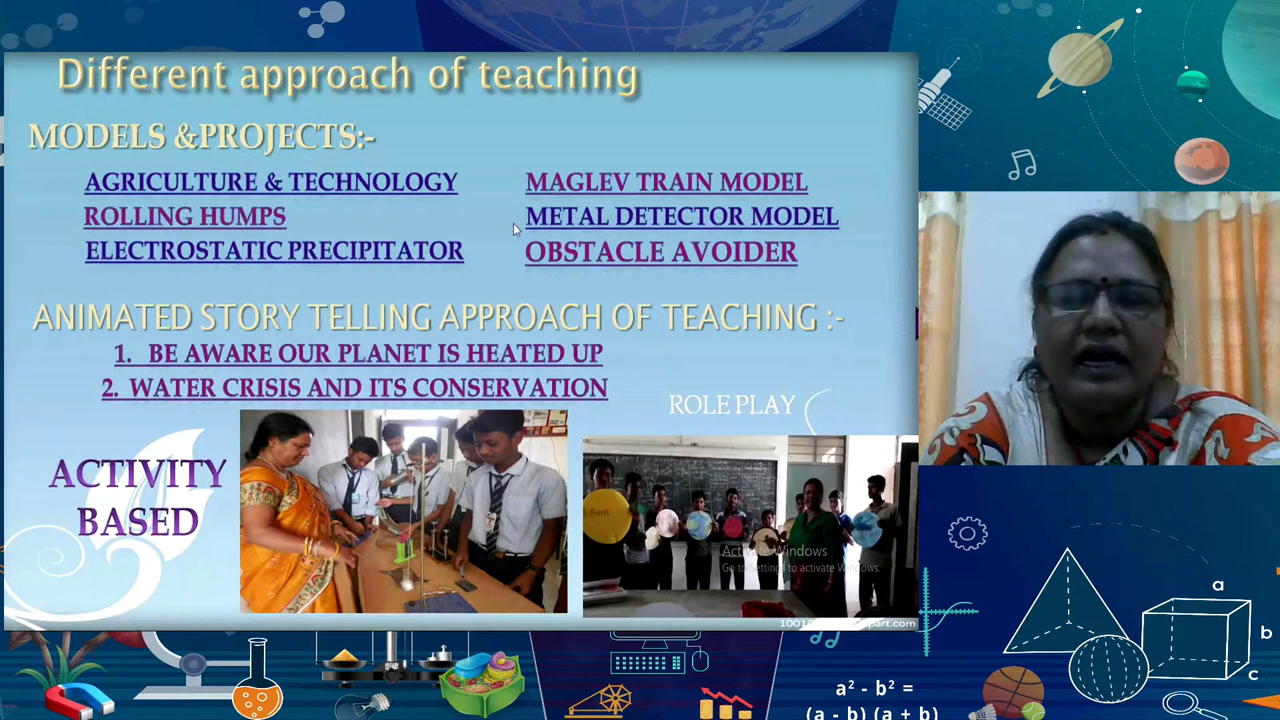 Different approach of teaching
MODELS &PROJECTS:-
AGRICULTURE & TECHNOLOGY
ROLLING HUMPS
ELECTROSTATIC PRECIPITATOR
MAGLEV TRAIN MODEL
METAL DETECTOR MODEL
OBSTACLE AVOIDER
ANIMATED STORY TELLING APPROACH OF TEACHING :-
1. BE AWARE OUR PLANET IS HEATED UP
2. WATER CRISIS AND ITS CONSERVATION
ROLE PLAY
ACTIVITY
BASED
Activate Windows
Go to Settings to activate Windows.
a
b
c
a² - b² =
(a - b) (a + b)